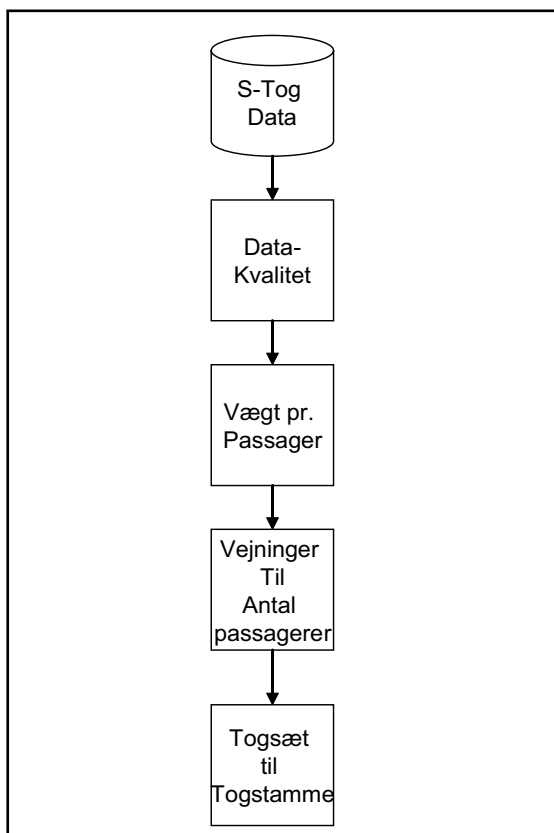 S-Tog
Data
Data-
Kvalitet
Vægt pr.
Passager
Vejninger
Til
Antal
passagerer
Togsæt
til
Togstamme